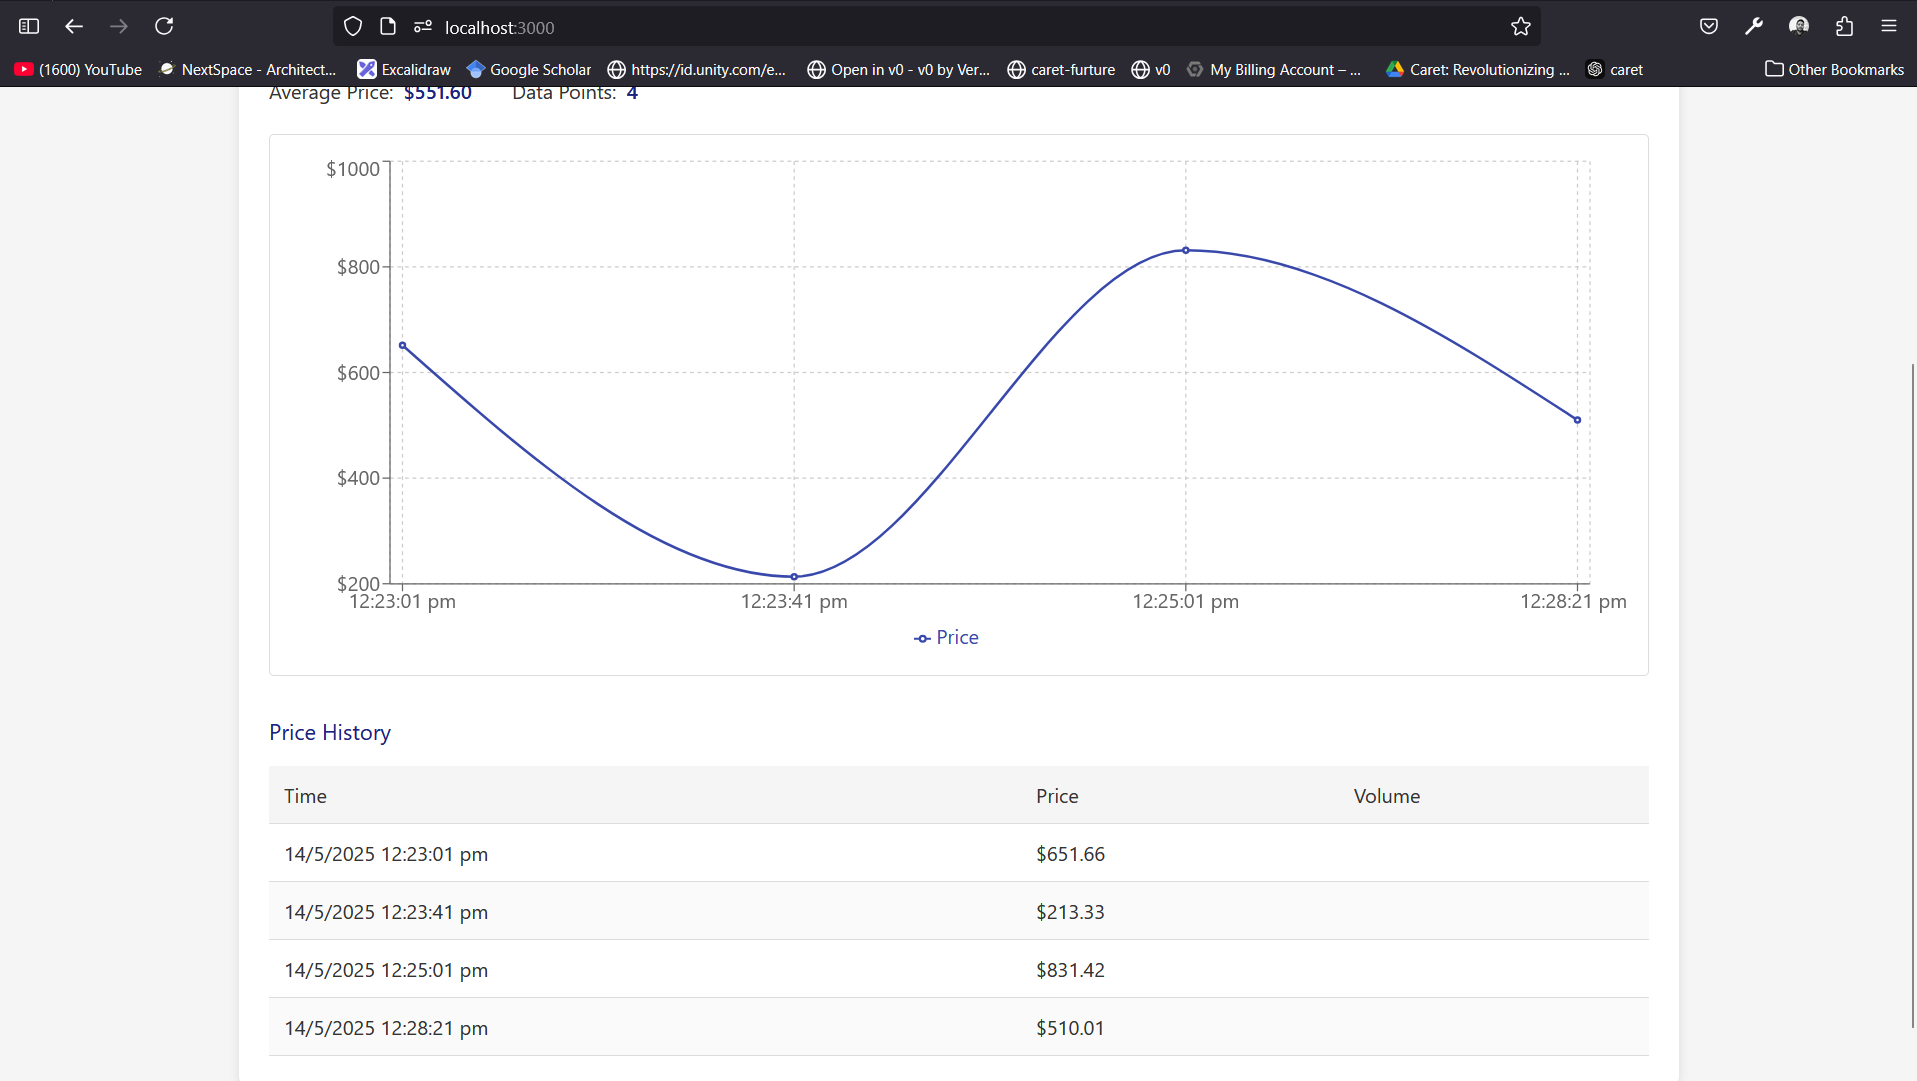 localhost:3000
(1600) YouTube NextSpace - Architect... Excalidraw Google Scholar https://id.unity.com/e... Open in v0 - v0 by Ver... caret-furture v0 My Billing Account – ... Caret: Revolutionizing ... caret Other Bookmarks
Average Price: $551.60 Data Points: 4
$1000
$800
$600
$400
$200
12:23:01 pm 12:23:41 pm 12:25:01 pm 12:28:21 pm
Price
Price History
Time Price Volume
14/5/2025 12:23:01 pm $651.66
14/5/2025 12:23:41 pm $213.33
14/5/2025 12:25:01 pm $831.42
14/5/2025 12:28:21 pm $510.01